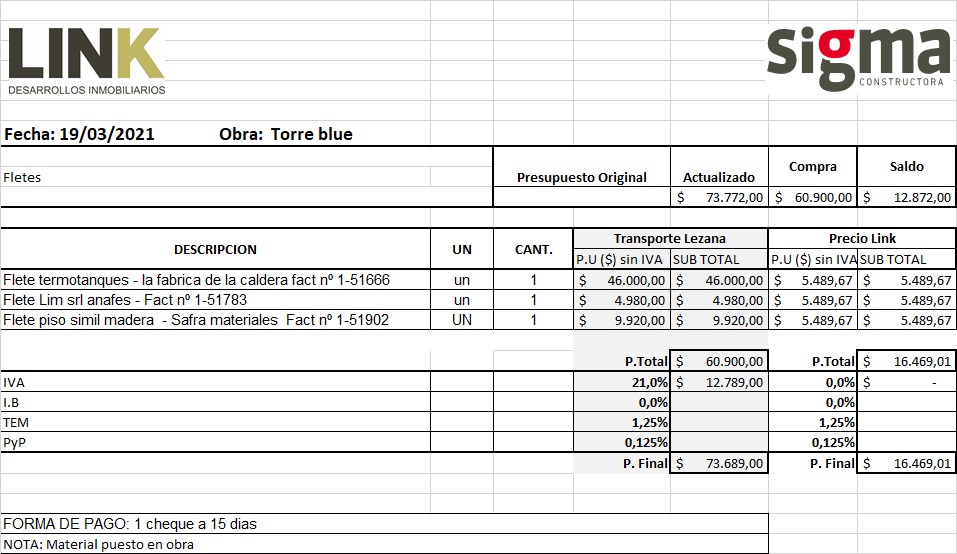 LINK
DESARROLLOS INMOBILIARIOS
sigma
CONSTRUCTORA
Fecha: 19/03/2021 Obra: Torre blue
Fletes Presupuesto Original Actualizado Compra Saldo
$ 73.772,00 $ 60.900,00 $ 12.872,00
DESCRIPCION UN CANT. Transporte Lezana Precio Link
P.U ($) sin IVA SUB TOTAL P.U ($) sin IVA SUB TOTAL
Flete termotanques - la fabrica de la caldera fact nº 1-51666 un 1 $ 46.000,00 $ 46.000,00 $ 5.489,67 $ 5.489,67
Flete Lim srl anafes - Fact nº 1-51783 un 1 $ 4.980,00 $ 4.980,00 $ 5.489,67 $ 5.489,67
Flete piso simil madera - Safra materiales Fact nº 1-51902 UN 1 $ 9.920,00 $ 9.920,00 $ 5.489,67 $ 5.489,67
P.Total $ 60.900,00 P.Total $ 16.469,01
IVA 21,0% $ 12.789,00 0,0% $ -
I.B 0,0% 0,0%
TEM 1,25% 1,25%
PyP 0,125% 0,125%
P. Final $ 73.689,00 P. Final $ 16.469,01
FORMA DE PAGO: 1 cheque a 15 dias
NOTA: Material puesto en obra